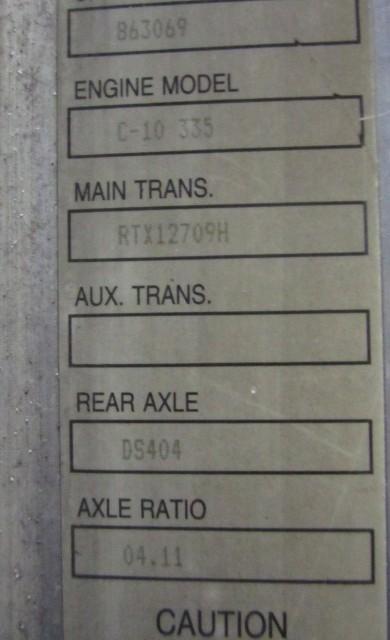 863069
ENGINE MODEL
C-10 335
MAIN TRANS.
RTX12709H
AUX. TRANS.
REAR AXLE
DS404
AXLE RATIO
04.11
CAUTION